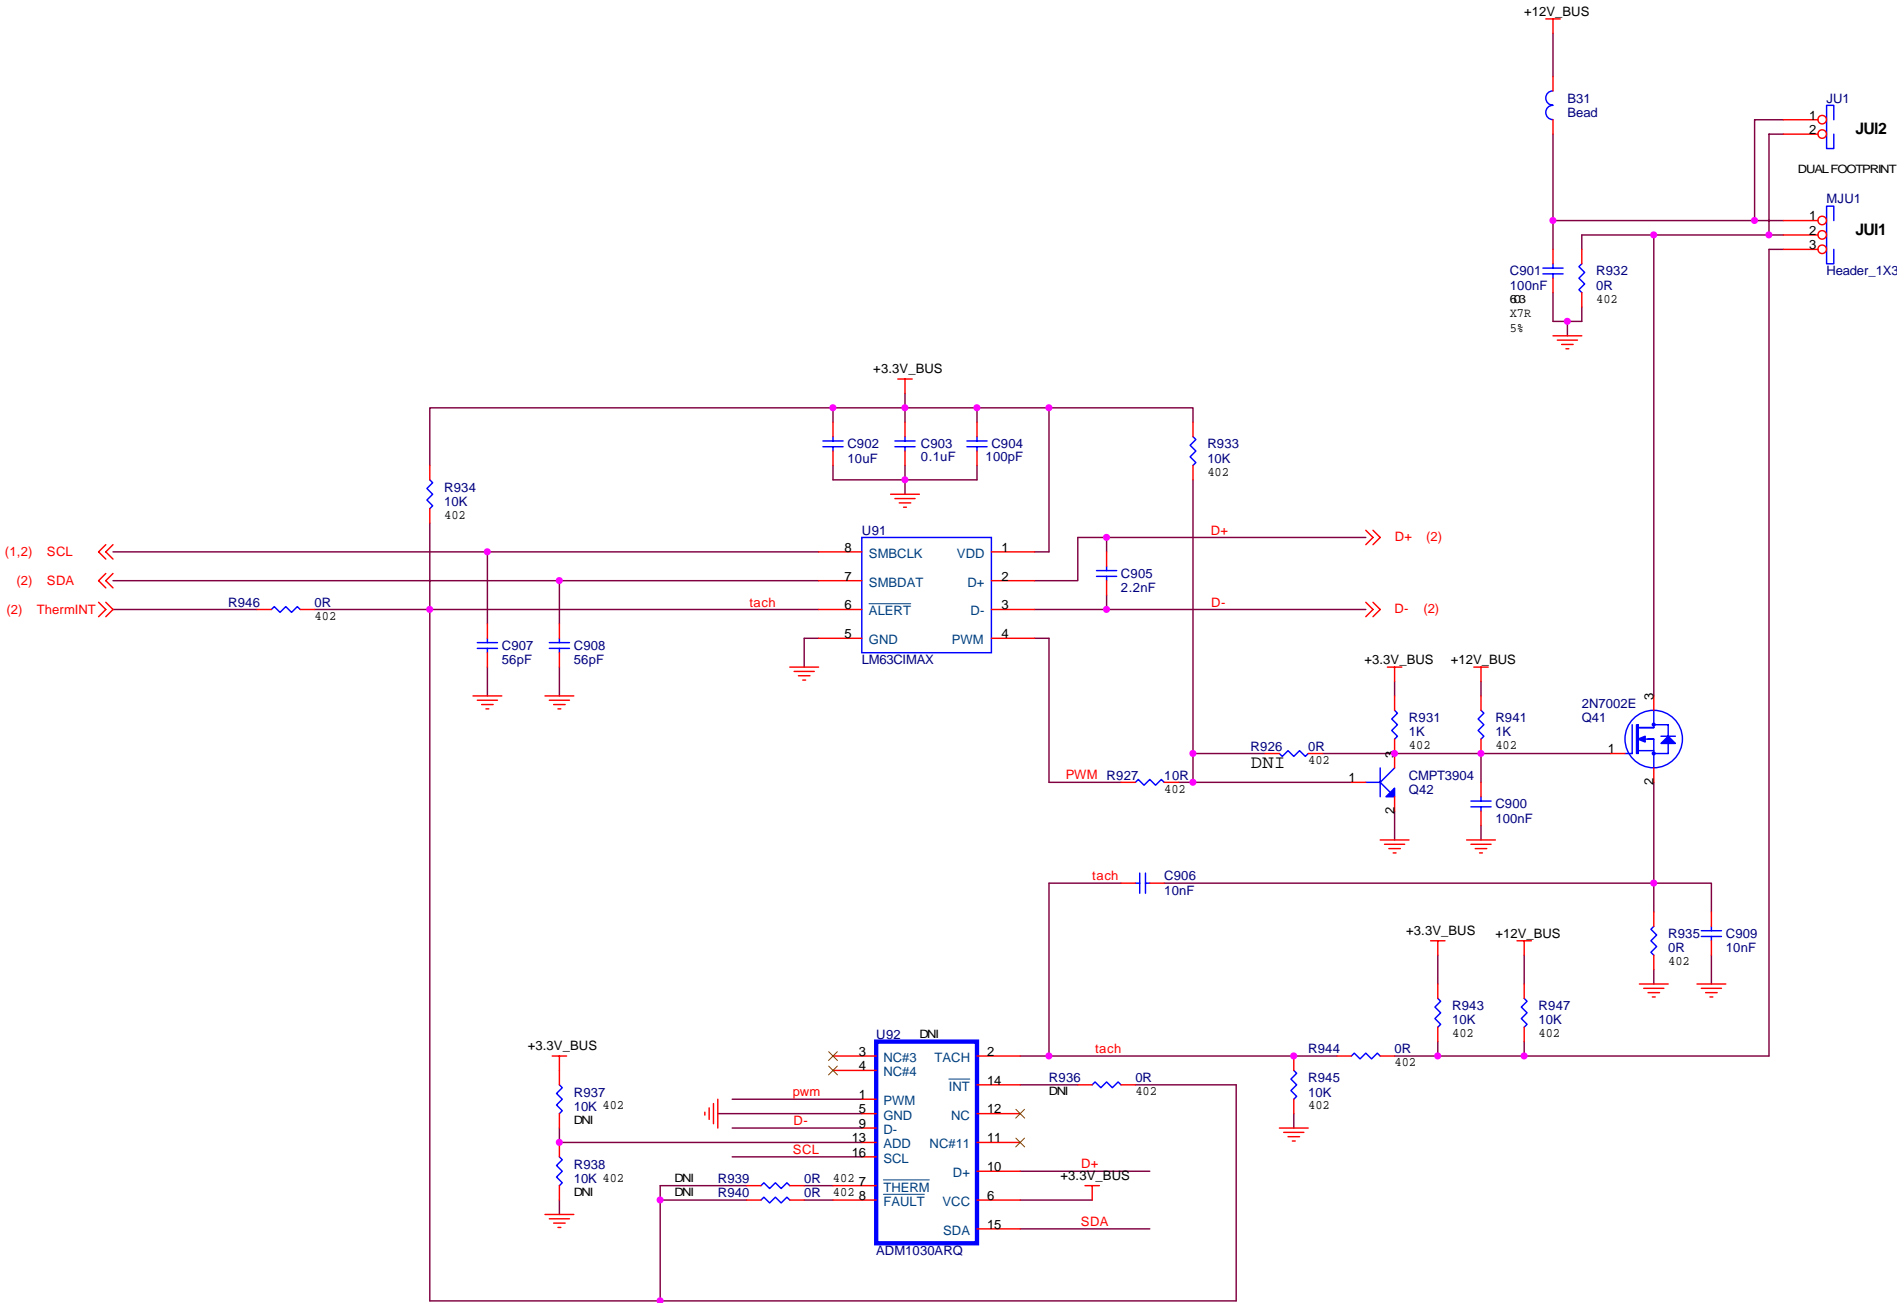 +12V_BUS
B31
Bead
JU1
1
2
JUI2
DUAL FOOTPRINT
MJU1
1
2
3
JUI1
Header_1X3
C901
100nF
603
X7R
5%
R932
0R
402
+3.3V_BUS
C902
10uF
C903
0.1uF
C904
100pF
R933
10K
402
R934
10K
402
(1,2) SCL
(2) SDA
(2) ThermINT
R946 0R
402
tach
U91
8 SMBCLK VDD 1
7 SMBDAT D+ 2
6 ALERT D- 3
5 GND PWM 4
LM63CIMAX
D+
D+ (2)
C905
2.2nF
D-
D- (2)
C907
56pF
C908
56pF
+3.3V_BUS +12V_BUS
R931
1K
402
R941
1K
402
2N7002E
Q41
3
1
2
R926 0R
DNI 402
PWM R927 10R
402
3
1
2
CMPT3904
Q42
C900
100nF
tach
C906
10nF
R935
0R
402
C909
10nF
+3.3V_BUS +12V_BUS
R943
10K
402
R947
10K
402
U92 DNI
3 NC#3 TACH 2
4 NC#4
INT 14
1 PWM
5 GND NC 12
9 D-
13 ADD NC#11 11
16 SCL
D+ 10
7 THERM
8 FAULT VCC 6
SDA 15
ADM1030ARQ
tach
R944 0R
402
R936 0R
DNI 402
R945
10K
402
+3.3V_BUS
R937
10K 402
DNI
R938
10K 402
DNI
pwm
D-
SCL
DNI R939 0R 402
DNI R940 0R 402
D+
+3.3V_BUS
SDA